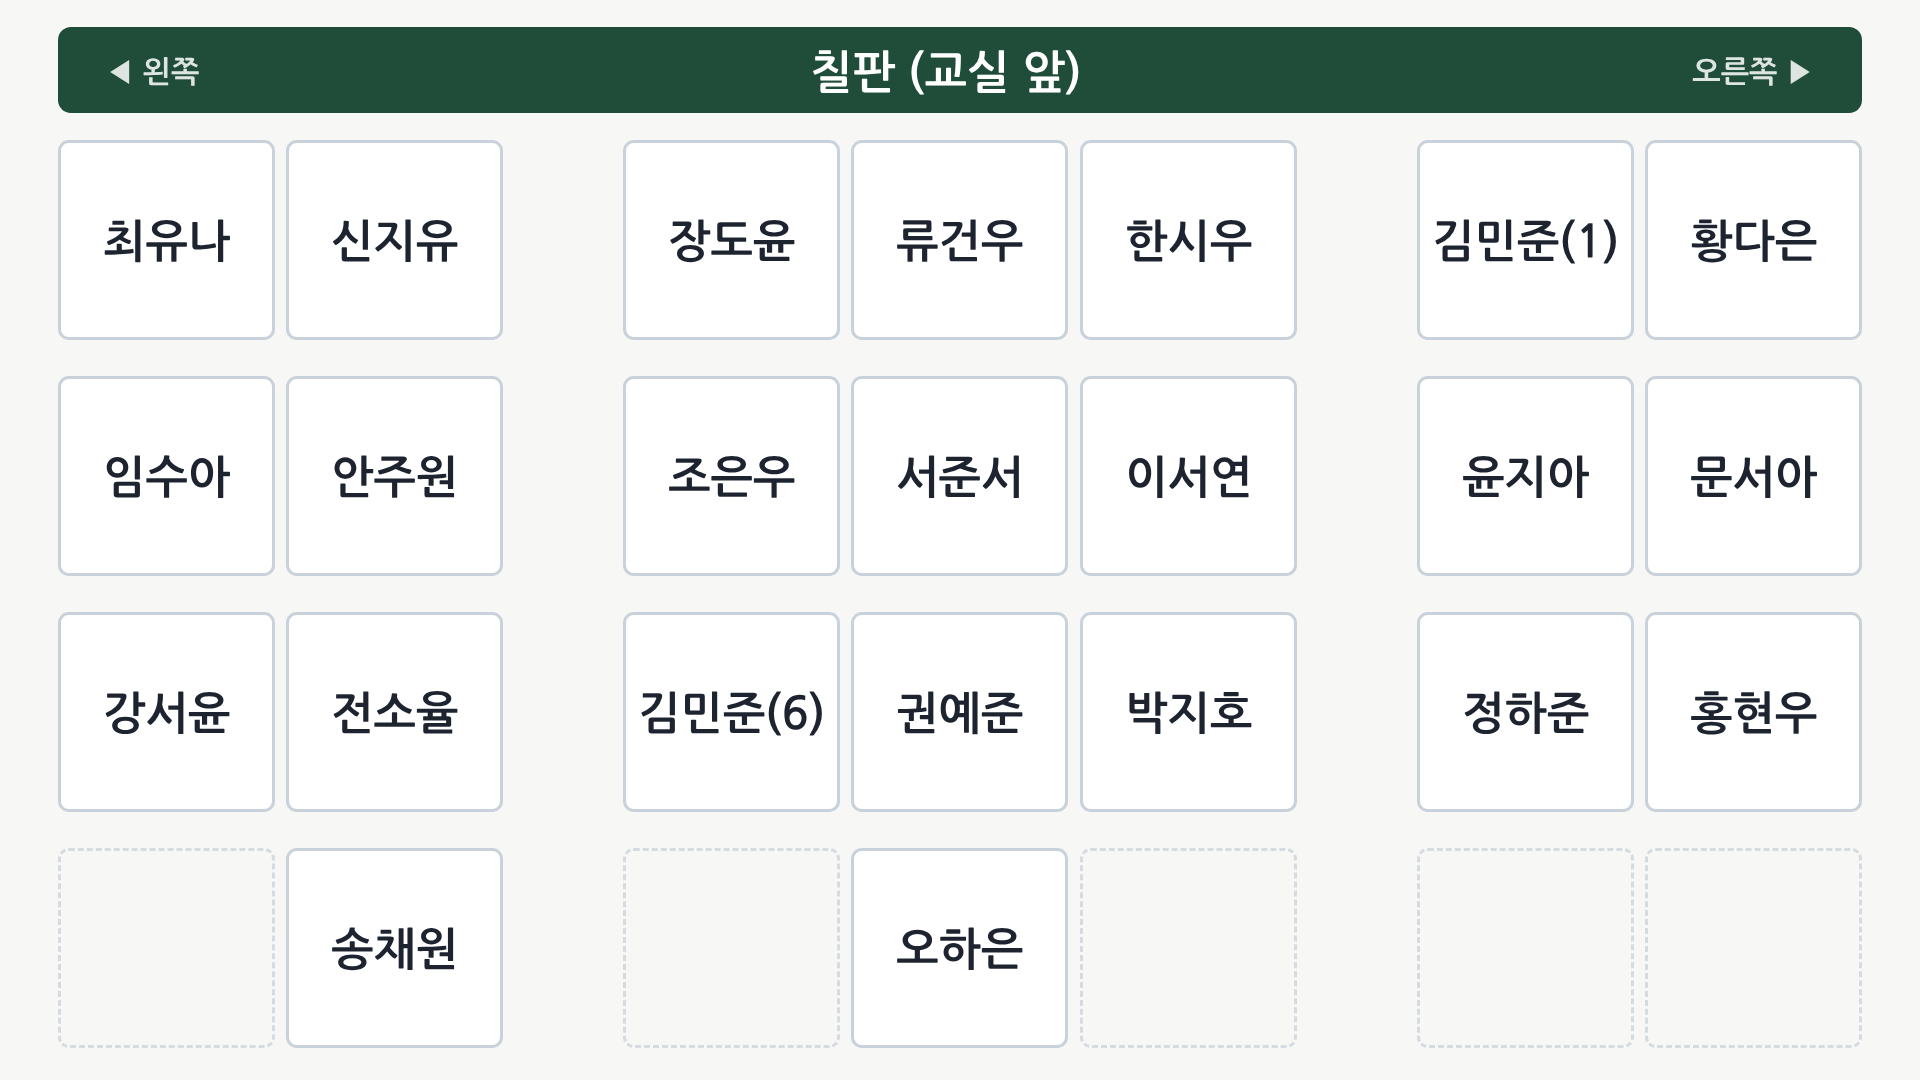 ◀ 왼쪽 칠판 (교실 앞) 오른쪽 ▶
최유나 신지유 장도윤 류건우 한시우 김민준(1) 황다은
임수아 안주원 조은우 서준서 이서연 윤지아 문서아
강서윤 전소율 김민준(6) 권예준 박지호 정하준 홍현우
송채원 오하은